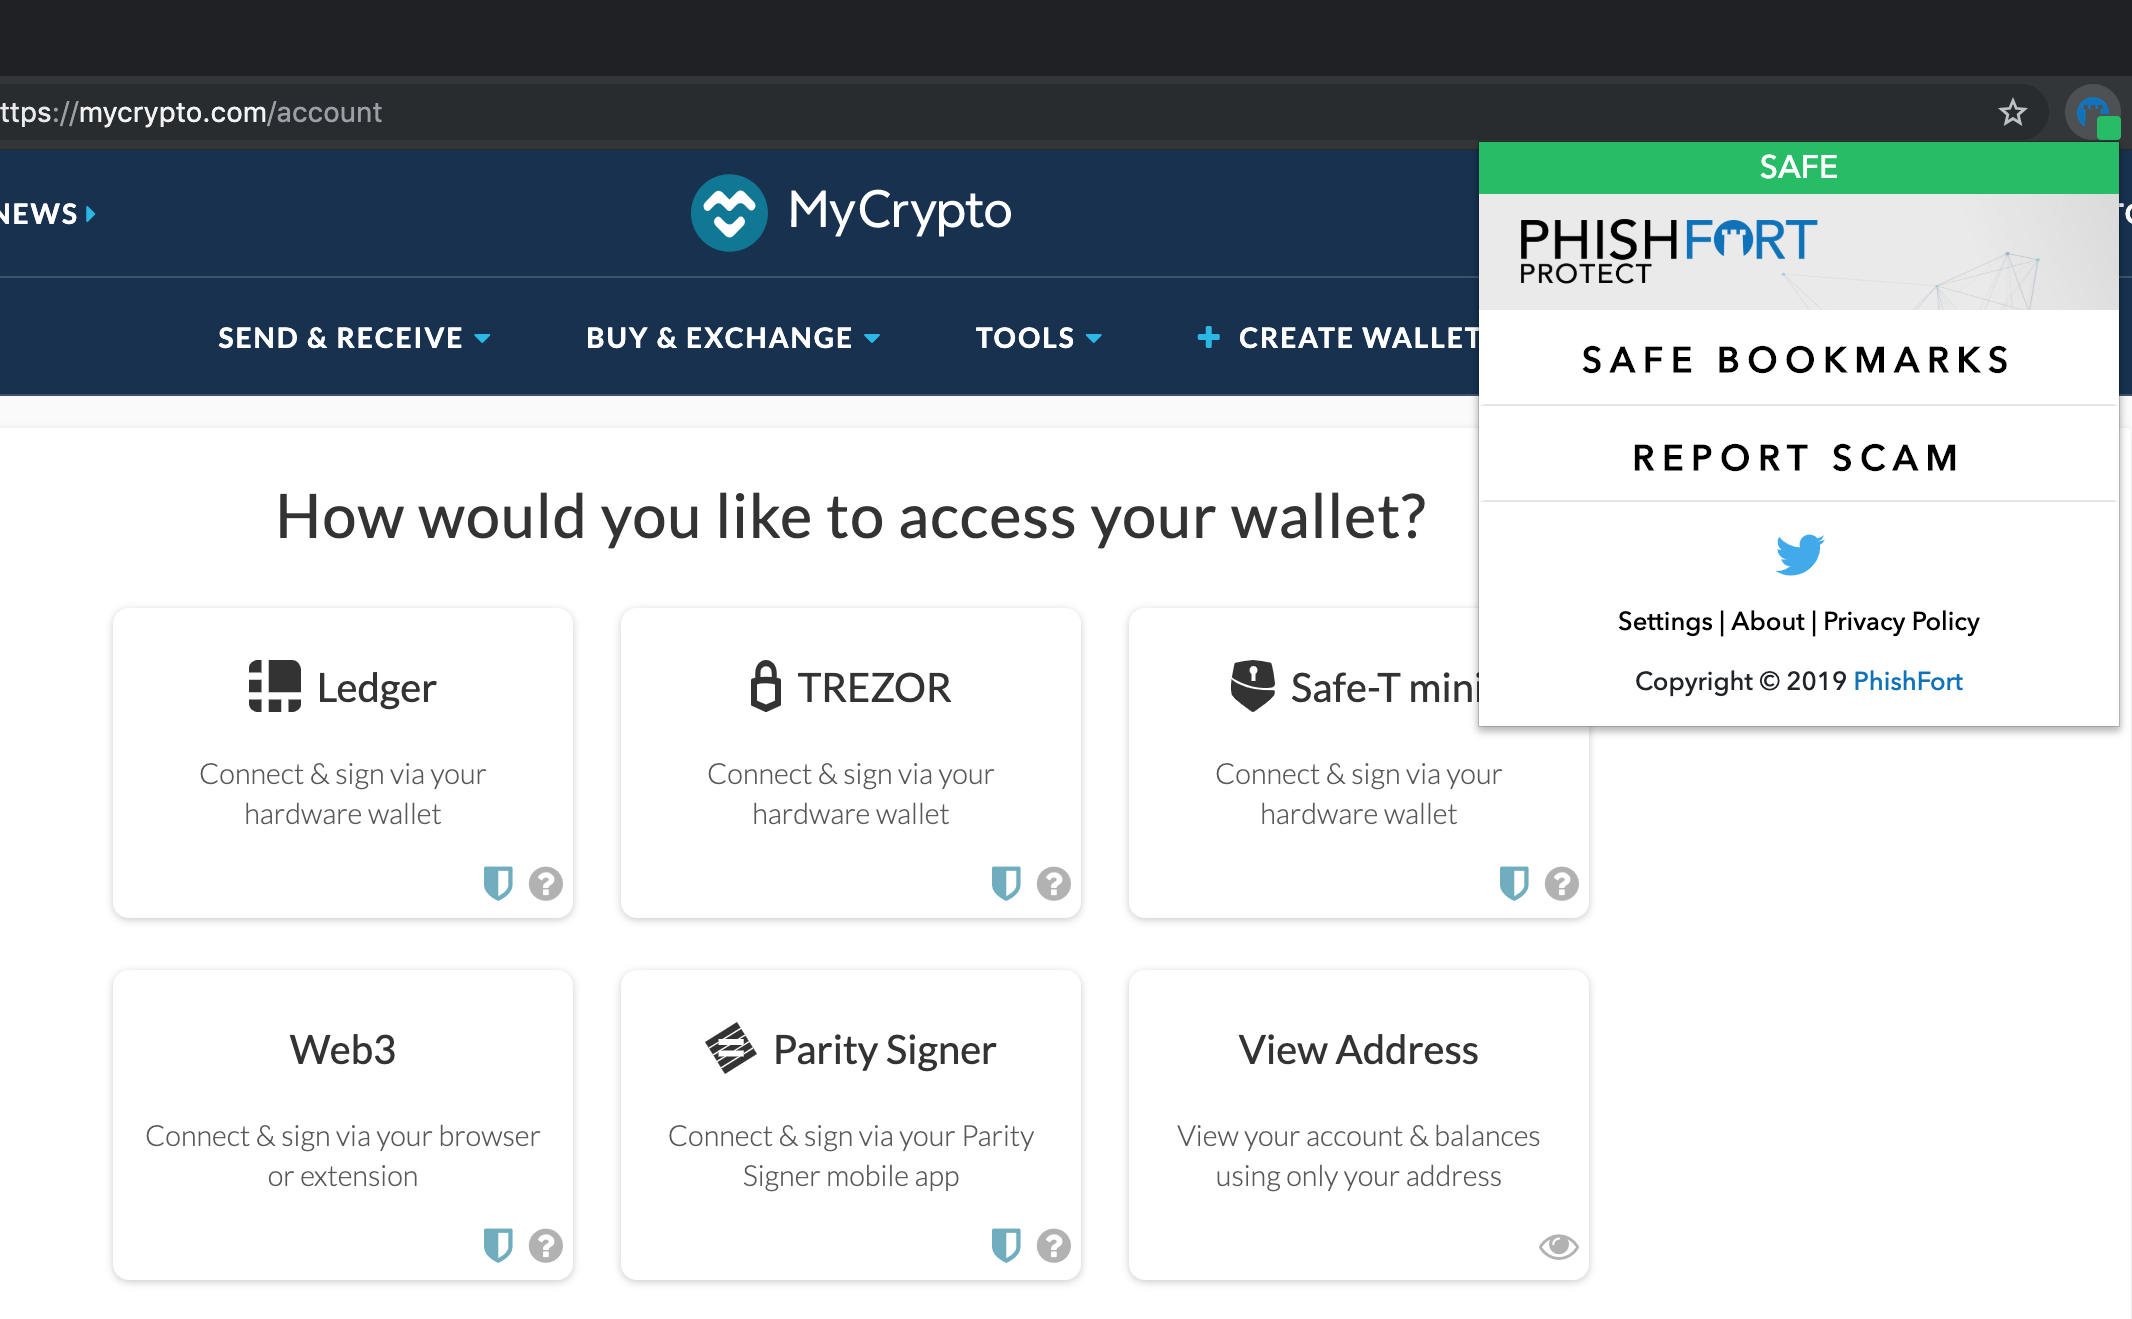 ttps://mycrypto.com/account
SAFE
NEWS
MyCrypto
PHISHFORT
PROTECT
SEND & RECEIVE
BUY & EXCHANGE
TOOLS
CREATE WALLET
SAFE BOOKMARKS
REPORT SCAM
Settings | About | Privacy Policy
Copyright © 2019 PhishFort
How would you like to access your wallet?
Ledger
Connect & sign via your
hardware wallet
TREZOR
Connect & sign via your
hardware wallet
Safe-T mini
Connect & sign via your
hardware wallet
Web3
Connect & sign via your browser
or extension
Parity Signer
Connect & sign via your Parity
Signer mobile app
View Address
View your account & balances
using only your address